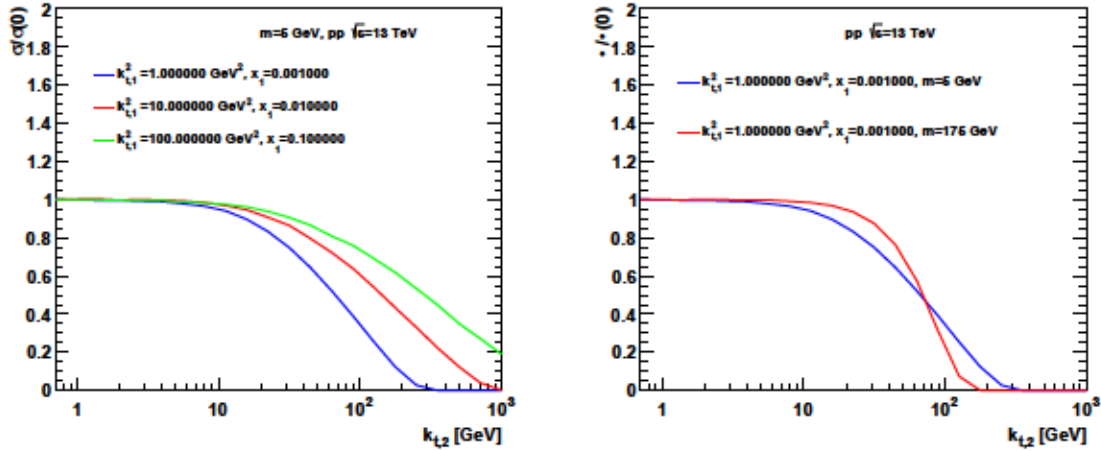 σ/σ(0)
m=5 GeV, pp √s=13 TeV
k²t,1 =1.000000 GeV², x1=0.001000
k²t,1 =10.000000 GeV², x1=0.010000
k²t,1 =100.000000 GeV², x1=0.100000
2
1.8
1.6
1.4
1.2
1
0.8
0.6
0.4
0.2
0
1 10 10² 10³
kt,2 [GeV]
*/*(0)
pp √s=13 TeV
k²t,1 =1.000000 GeV², x1=0.001000, m=5 GeV
k²t,1 =1.000000 GeV², x1=0.001000, m=175 GeV
2
1.8
1.6
1.4
1.2
1
0.8
0.6
0.4
0.2
0
1 10 10² 10³
kt,2 [GeV]